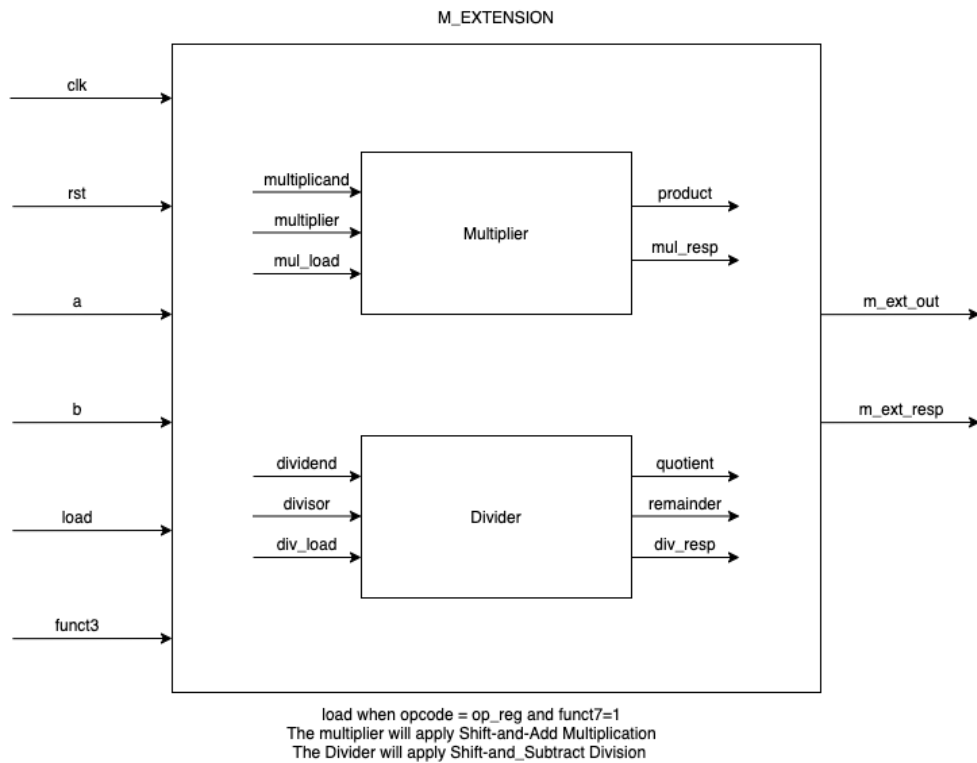 M_EXTENSION
clk
rst
a
b
load
funct3
multiplicand
multiplier
mul_load
Multiplier
product
mul_resp
dividend
divisor
div_load
Divider
quotient
remainder
div_resp
m_ext_out
m_ext_resp
load when opcode = op_reg and funct7=1
The multiplier will apply Shift-and-Add Multiplication
The Divider will apply Shift-and_Subtract Division